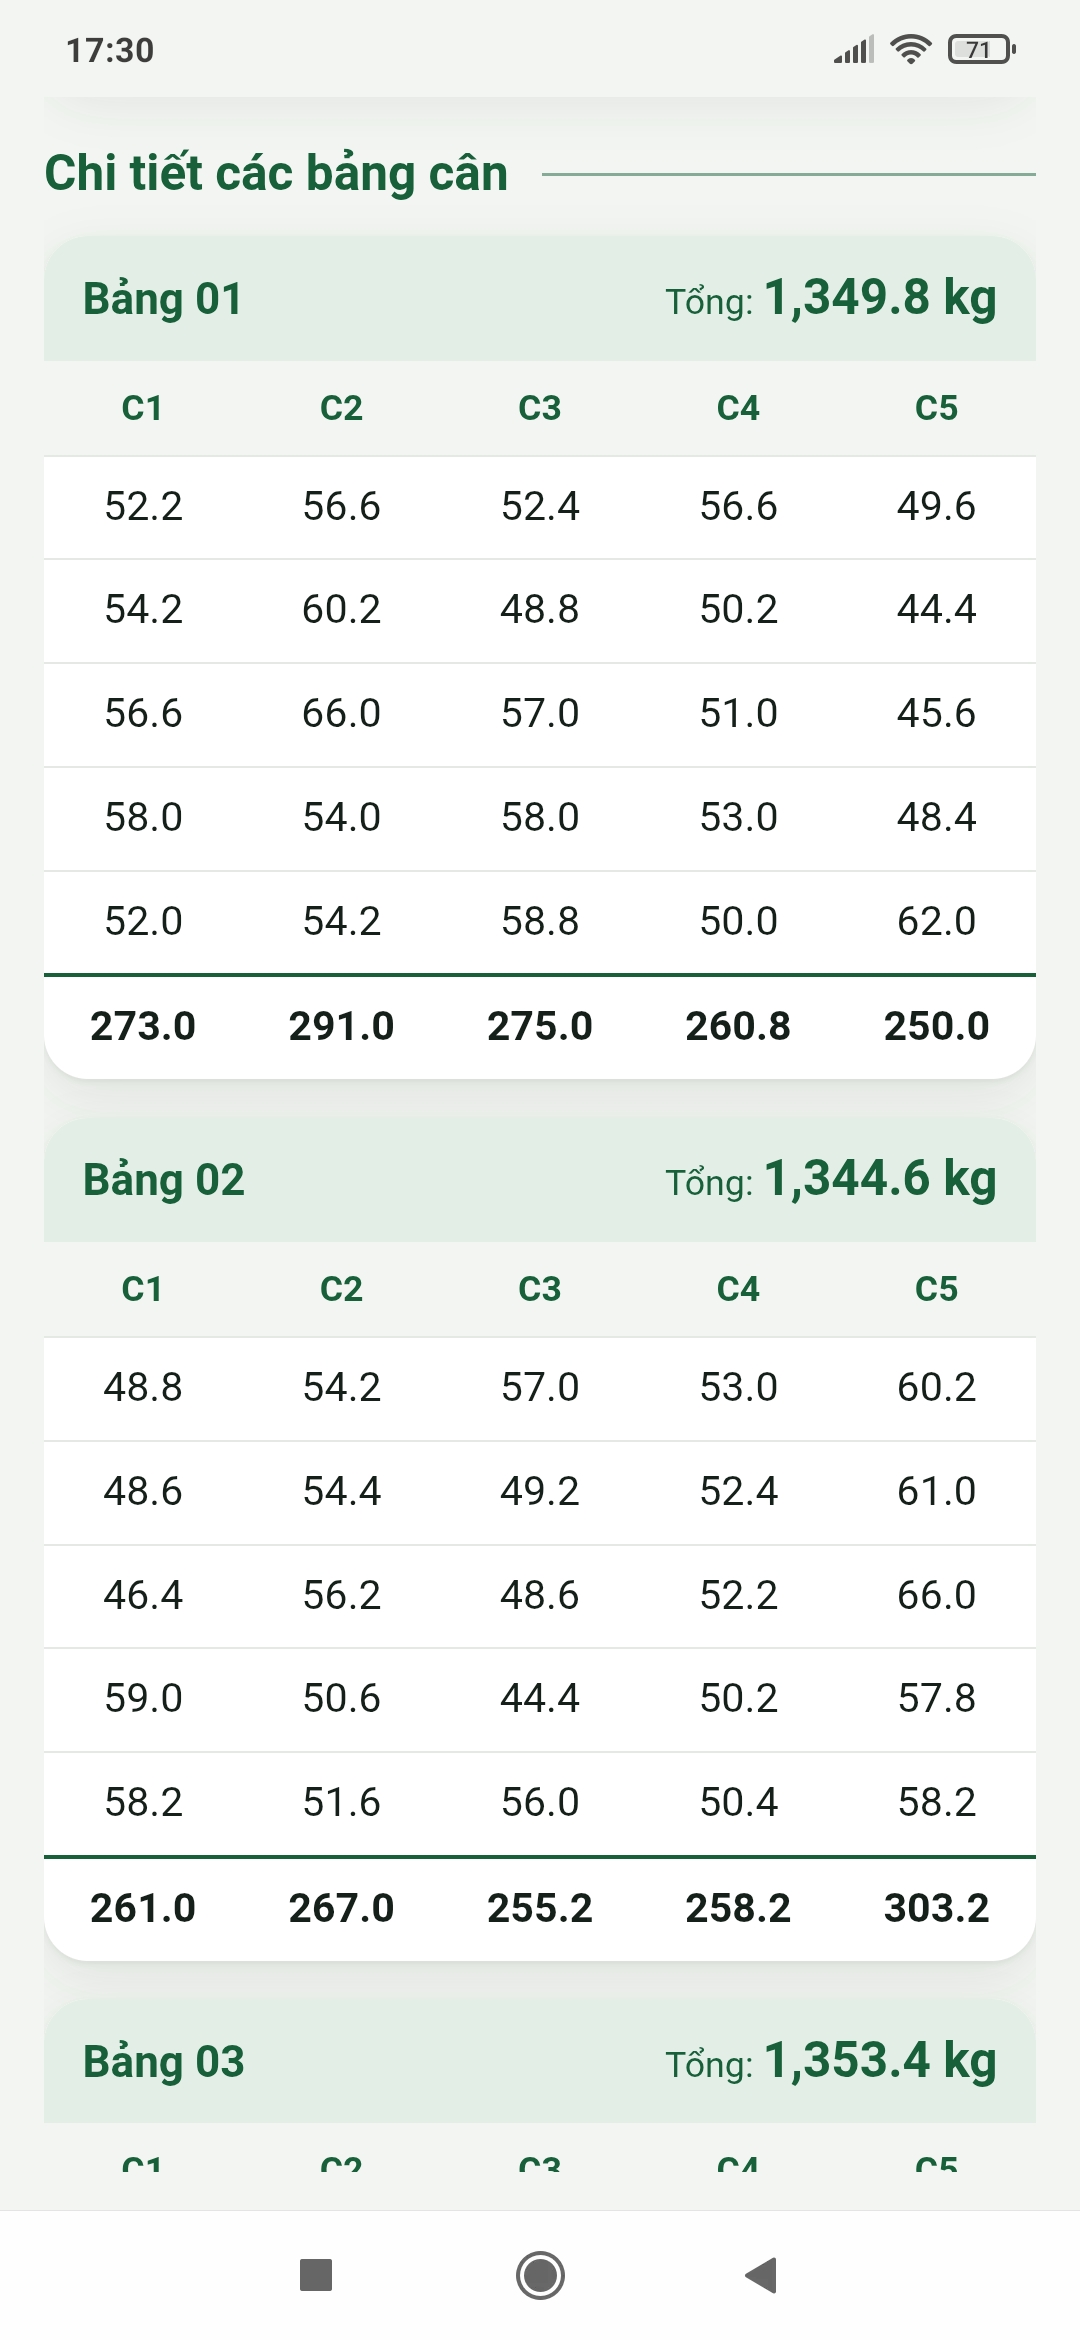 17:30 71
Chi tiết các bảng cân
Bảng 01 Tổng: 1,349.8 kg
C1 C2 C3 C4 C5
52.2 56.6 52.4 56.6 49.6
54.2 60.2 48.8 50.2 44.4
56.6 66.0 57.0 51.0 45.6
58.0 54.0 58.0 53.0 48.4
52.0 54.2 58.8 50.0 62.0
273.0 291.0 275.0 260.8 250.0
Bảng 02 Tổng: 1,344.6 kg
C1 C2 C3 C4 C5
48.8 54.2 57.0 53.0 60.2
48.6 54.4 49.2 52.4 61.0
46.4 56.2 48.6 52.2 66.0
59.0 50.6 44.4 50.2 57.8
58.2 51.6 56.0 50.4 58.2
261.0 267.0 255.2 258.2 303.2
Bảng 03 Tổng: 1,353.4 kg
C1 C2 C3 C4 C5